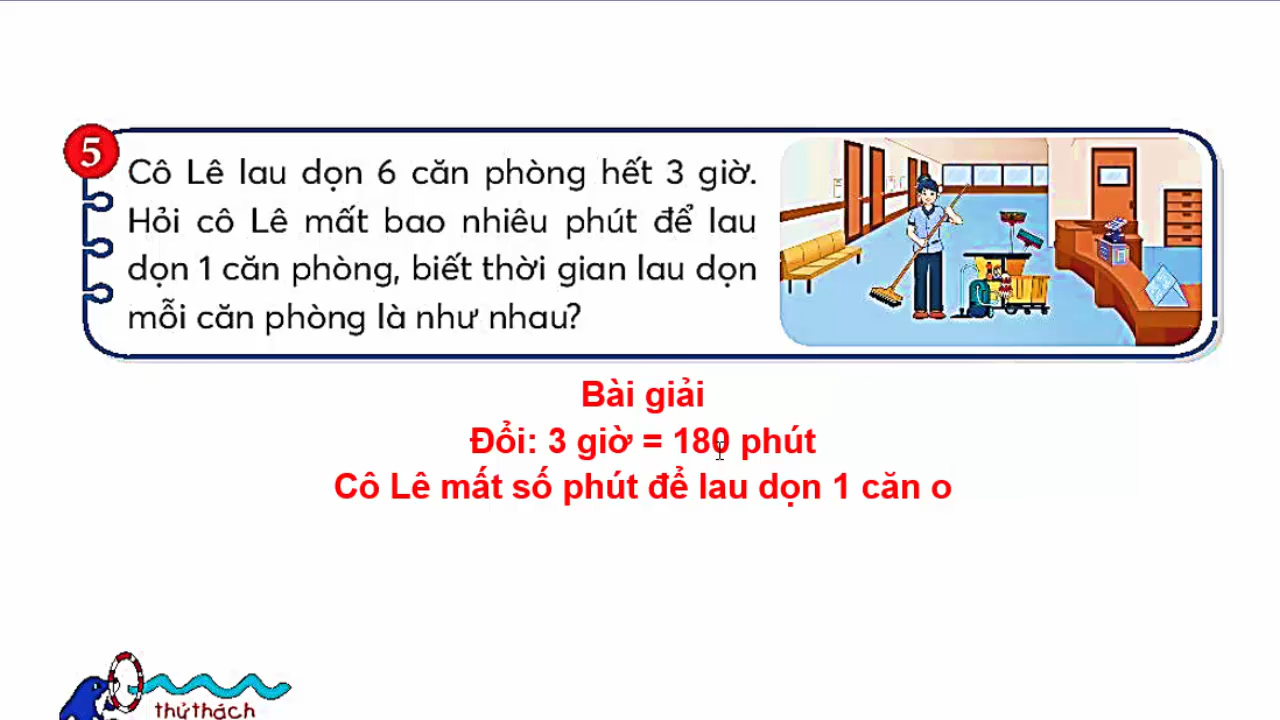 5
Cô Lê lau dọn 6 căn phòng hết 3 giờ.
Hỏi cô Lê mất bao nhiêu phút để lau
dọn 1 căn phòng, biết thời gian lau dọn
mỗi căn phòng là như nhau?
Bài giải
Đổi: 3 giờ = 180 phút
Cô Lê mất số phút để lau dọn 1 căn o
thử thách